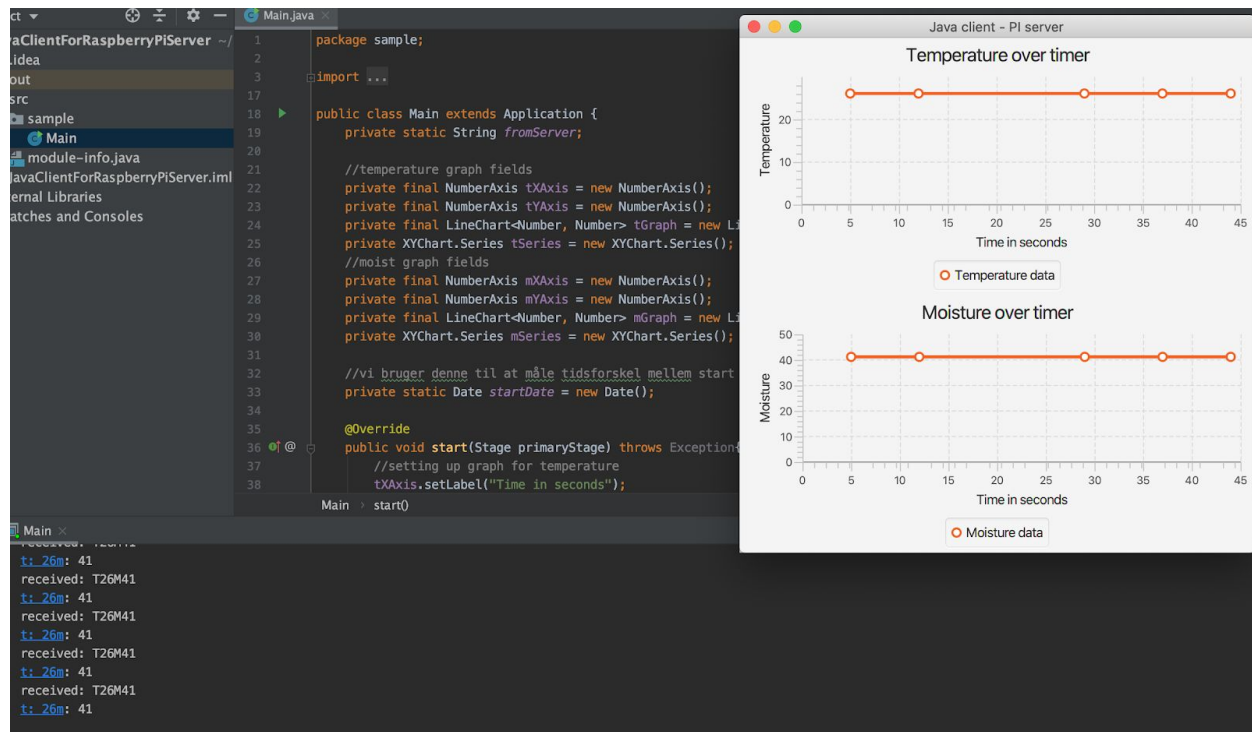 ct
Main.java
vaClientForRaspberryPiServer ~/
.idea
out
src
sample
Main
module-info.java
JavaClientForRaspberryPiServer.iml
ternal Libraries
atches and Consoles
1 package sample;
2
3 import ...
17
18 public class Main extends Application {
19 private static String fromServer;
20
21 //temperature graph fields
22 private final NumberAxis tXAxis = new NumberAxis();
23 private final NumberAxis tYAxis = new NumberAxis();
24 private final LineChart<Number, Number> tGraph = new Li
25 private XYChart.Series tSeries = new XYChart.Series();
26 //moist graph fields
27 private final NumberAxis mXAxis = new NumberAxis();
28 private final NumberAxis mYAxis = new NumberAxis();
29 private final LineChart<Number, Number> mGraph = new Li
30 private XYChart.Series mSeries = new XYChart.Series();
31
32 //vi bruger denne til at måle tidsforskel mellem start
33 private static Date startDate = new Date();
34
35 @Override
36 @ public void start(Stage primaryStage) throws Exception{
37 //setting up graph for temperature
38 tXAxis.setLabel("Time in seconds");
Main > start()
Java client - PI server
Temperature over timer
Temperature
20
10
0
0 5 10 15 20 25 30 35 40 45
Time in seconds
Temperature data
Moisture over timer
Moisture
50
40
30
20
10
0
0 5 10 15 20 25 30 35 40 45
Time in seconds
Moisture data
Main
received: T26M41
t: 26m: 41
received: T26M41
t: 26m: 41
received: T26M41
t: 26m: 41
received: T26M41
t: 26m: 41
received: T26M41
t: 26m: 41